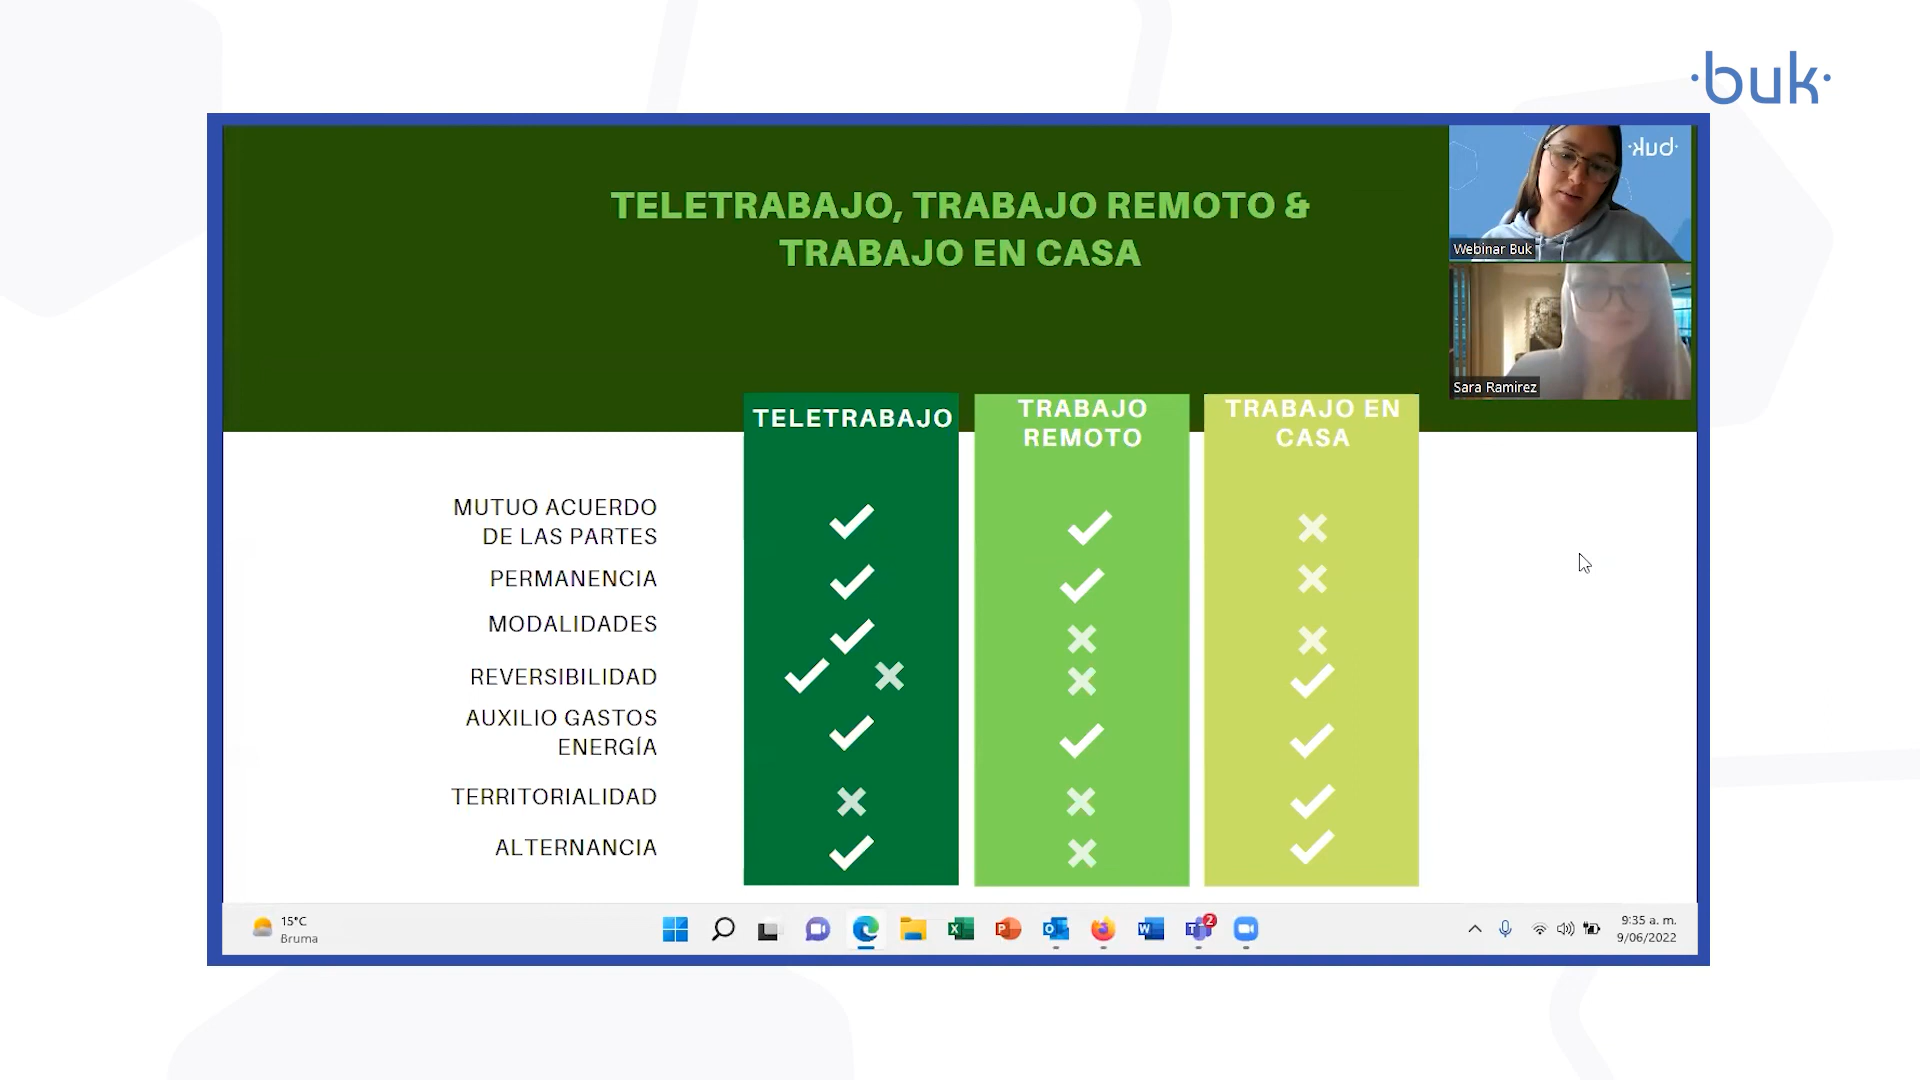 ·buk·
TELETRABAJO, TRABAJO REMOTO &
TRABAJO EN CASA
·buk·
Webinar Buk
Sara Ramirez
TELETRABAJO
TRABAJO
REMOTO
TRABAJO EN
CASA
MUTUO ACUERDO
DE LAS PARTES
PERMANENCIA
MODALIDADES
REVERSIBILIDAD
AUXILIO GASTOS
ENERGÍA
TERRITORIALIDAD
ALTERNANCIA
15°C
Bruma
2
9:35 a. m.
9/06/2022